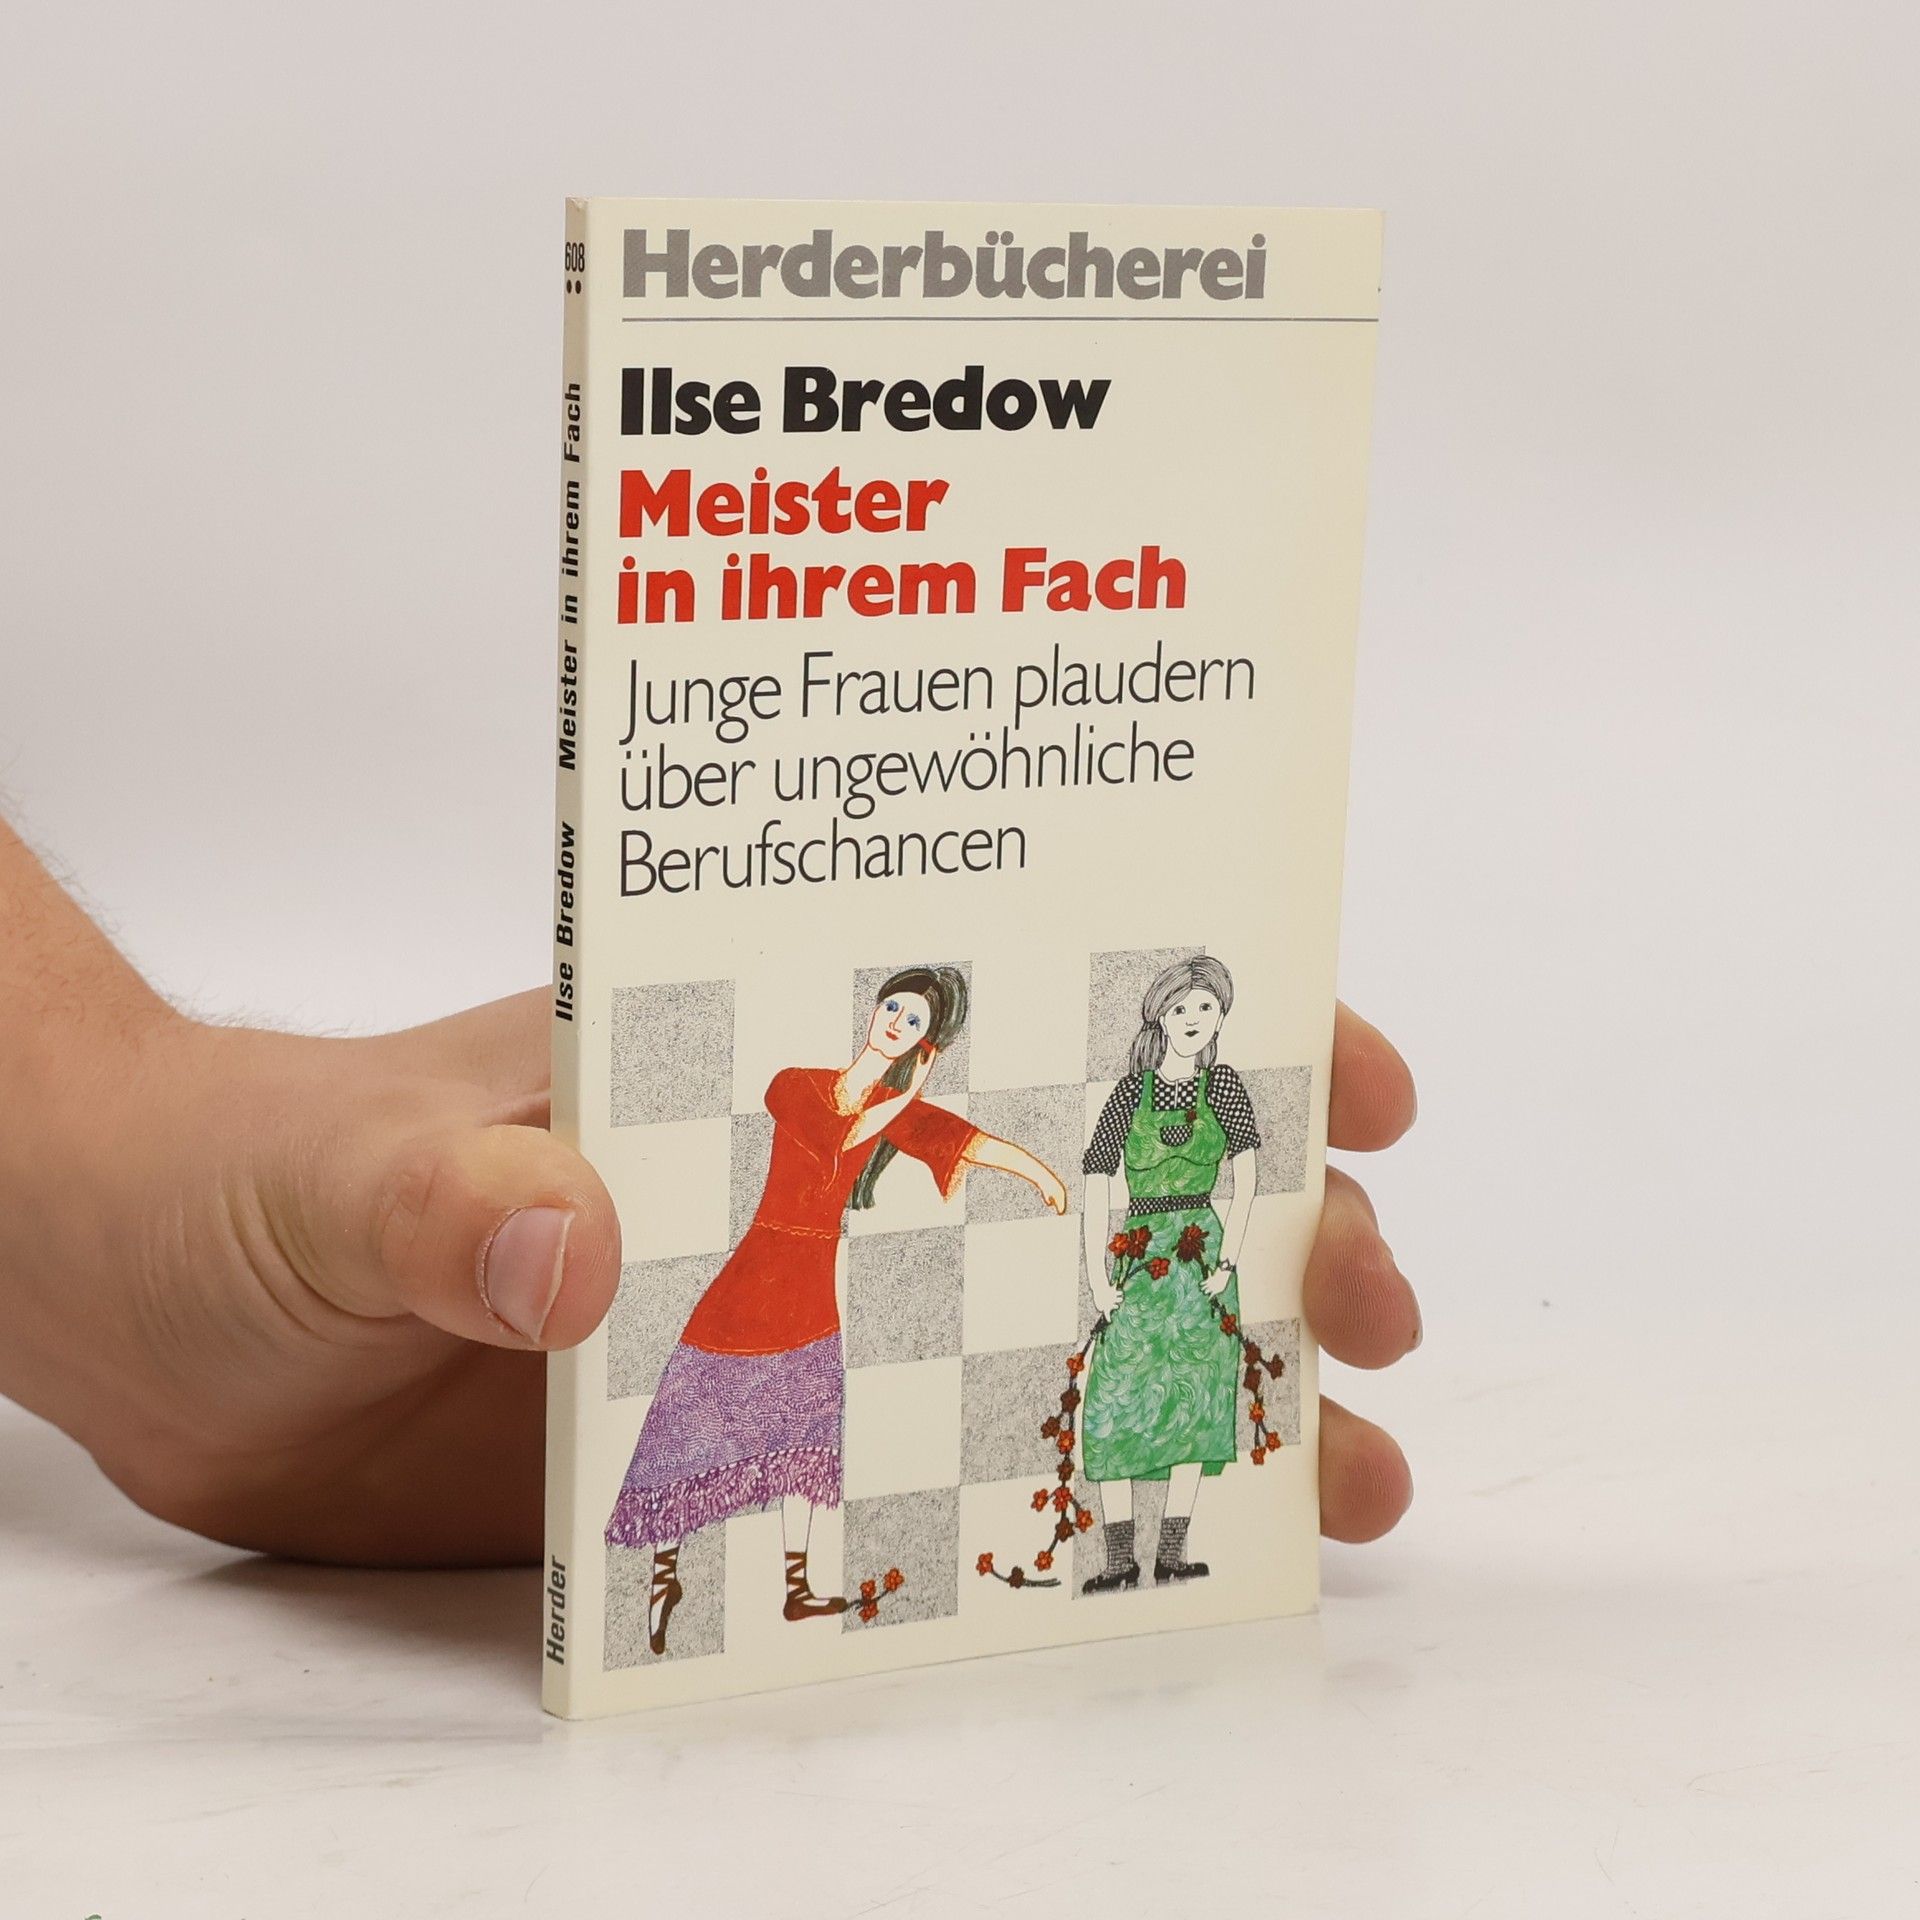 Herderbücherei
Ilse Bredow
Meister
in ihrem Fach
Junge Frauen plaudern
über ungewöhnliche
Berufschancen
608
Ilse Bredow Meister in ihrem Fach
Herder